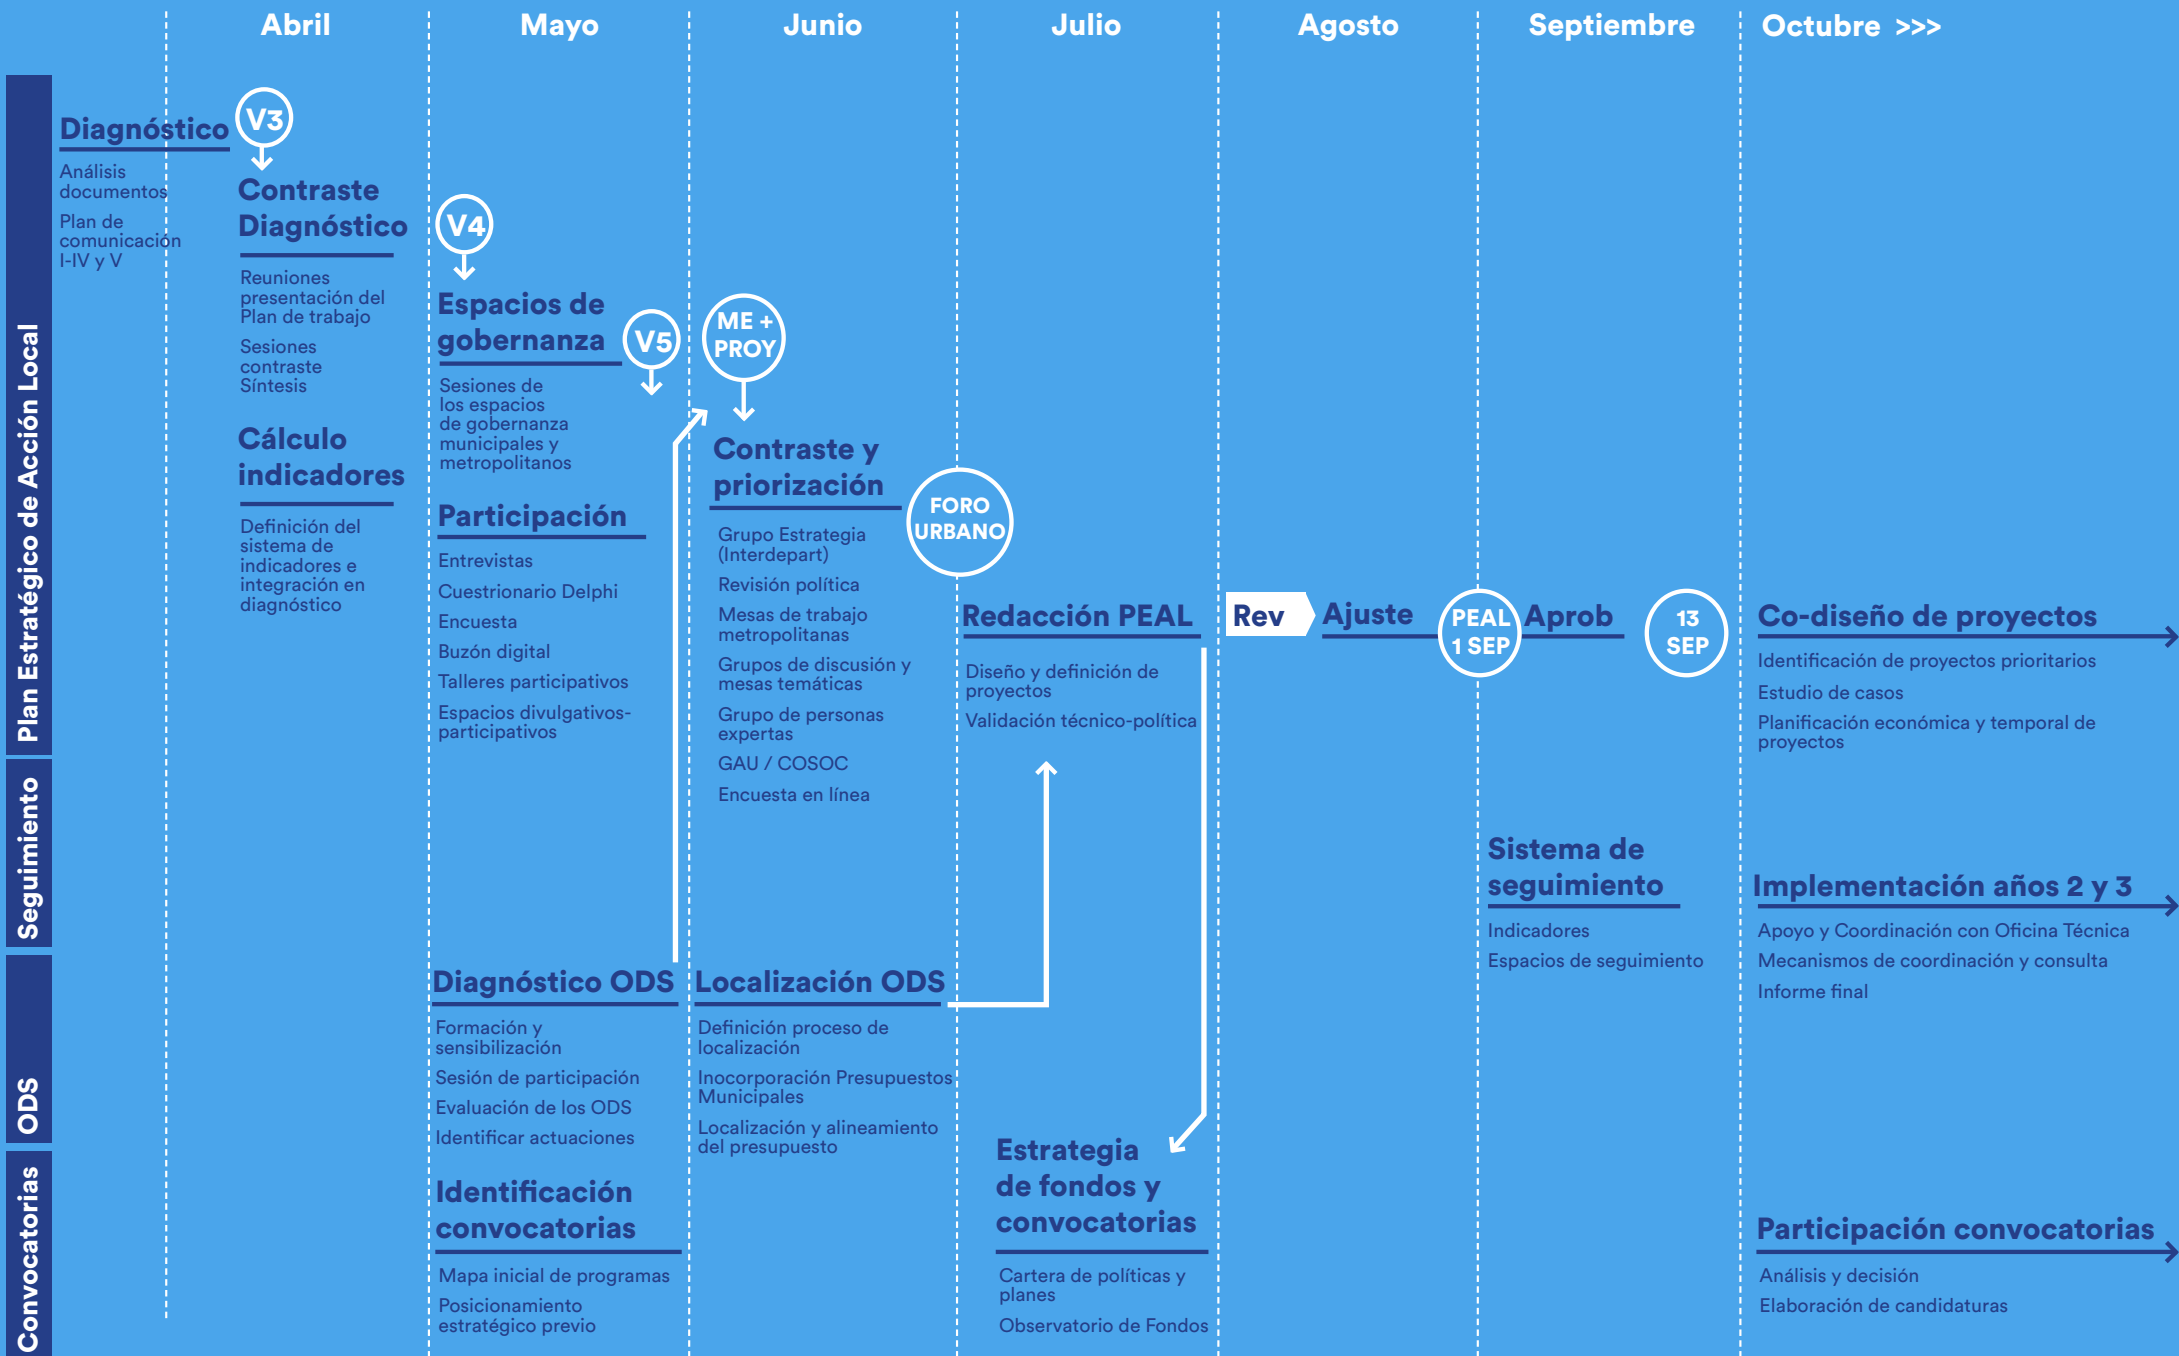 Abril
Mayo
Junio
Julio
Agosto
Septiembre
Octubre >>>
Plan Estratégico de Acción Local
Diagnóstico
Análisis
documentos
Plan de
comunicación
I-IV y V
V3
Contraste
Diagnóstico
Reuniones
presentación del
Plan de trabajo
Sesiones
contraste
Síntesis
Cálculo
indicadores
Definición del
sistema de
indicadores e
integración en
diagnóstico
V4
Espacios de
gobernanza
Sesiones de
los espacios
de gobernanza
municipales y
metropolitanos
V5
Participación
Entrevistas
Cuestrionario Delphi
Encuesta
Buzón digital
Talleres participativos
Espacios divulgativos-
participativos
ME +
PROY
Contraste y
priorización
Grupo Estrategia
(Interdepart)
Revisión política
Mesas de trabajo
metropolitanas
Grupos de discusión y
mesas temáticas
Grupo de personas
expertas
GAU / COSOC
Encuesta en línea
FORO
URBANO
Redacción PEAL
Diseño y definición de
proyectos
Validación técnico-política
Rev
Ajuste
PEAL
1 SEP
Aprob
13
SEP
Co-diseño de proyectos
Identificación de proyectos prioritarios
Estudio de casos
Planificación económica y temporal de
proyectos
Seguimiento
Sistema de
seguimiento
Indicadores
Espacios de seguimiento
Implementación años 2 y 3
Apoyo y Coordinación con Oficina Técnica
Mecanismos de coordinación y consulta
Informe final
ODS
Diagnóstico ODS
Formación y
sensibilización
Sesión de participación
Evaluación de los ODS
Identificar actuaciones
Localización ODS
Definición proceso de
localización
Inocorporación Presupuestos
Municipales
Localización y alineamiento
del presupuesto
Convocatorias
Identificación
convocatorias
Mapa inicial de programas
Posicionamiento
estratégico previo
Estrategia
de fondos y
convocatorias
Cartera de políticas y
planes
Observatorio de Fondos
Participación convocatorias
Análisis y decisión
Elaboración de candidaturas